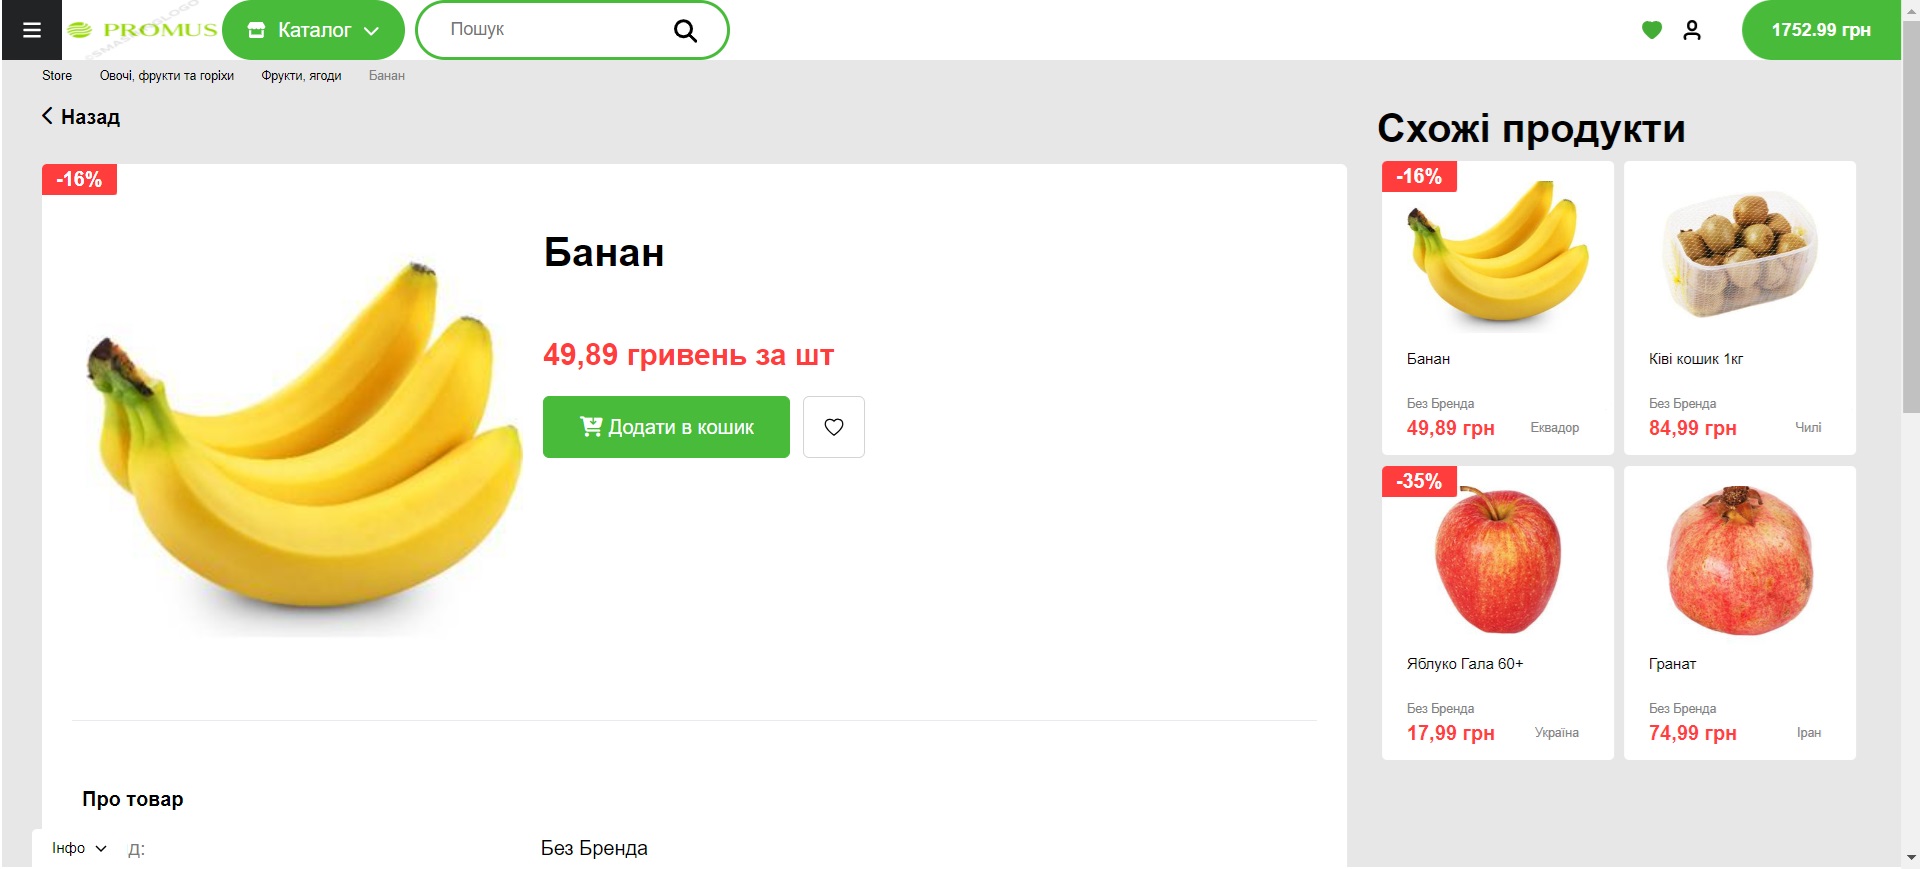 PROMUS
Каталог
Пошук
1752.99 грн
Store Овочі, фрукти та горіхи Фрукти, ягоди Банан
Назад
-16%
Банан
49,89 гривень за шт
Додати в кошик
Про товар
Інфо
д:
Без Бренда
Схожі продукти
-16%
Банан
Без Бренда
49,89 грн Еквадор
Ківі кошик 1кг
Без Бренда
84,99 грн Чилі
-35%
Яблуко Гала 60+
Без Бренда
17,99 грн Україна
Гранат
Без Бренда
74,99 грн Іран